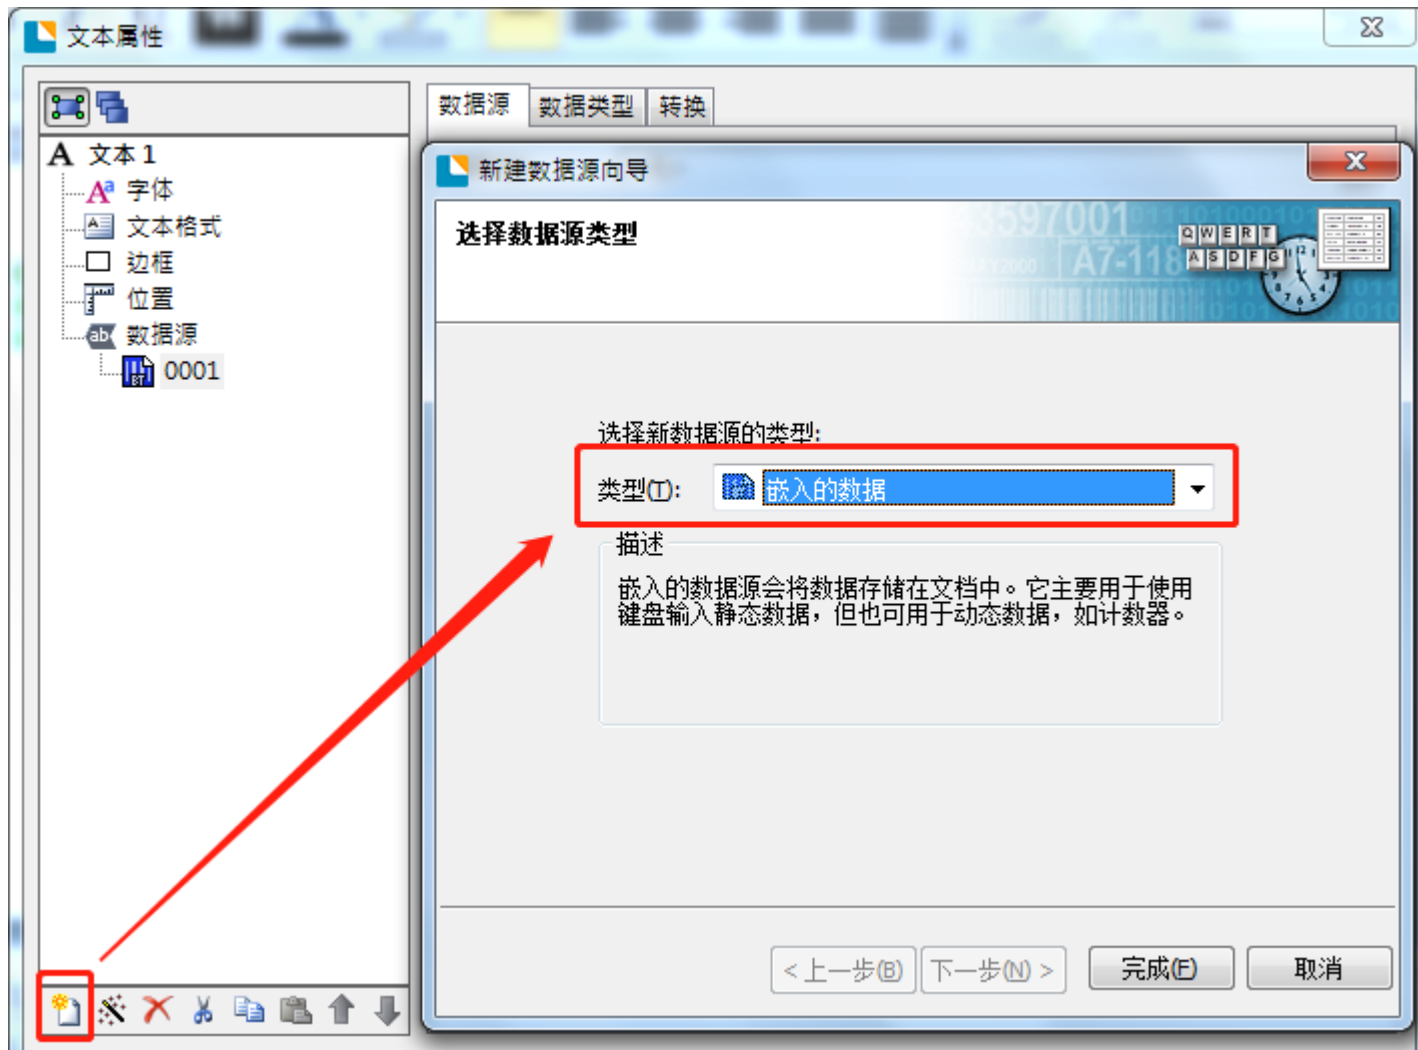 文本属性
数据源
数据类型
转换
A 文本 1
字体
文本格式
边框
位置
数据源
0001
新建数据源向导
选择数据源类型
QWERT
ASDFG
选择新数据源的类型:
类型(T):
嵌入的数据
描述
嵌入的数据源会将数据存储在文档中。它主要用于使用
键盘输入静态数据，但也可用于动态数据，如计数器。
<上一步(B)
下一步(N) >
完成(F)
取消